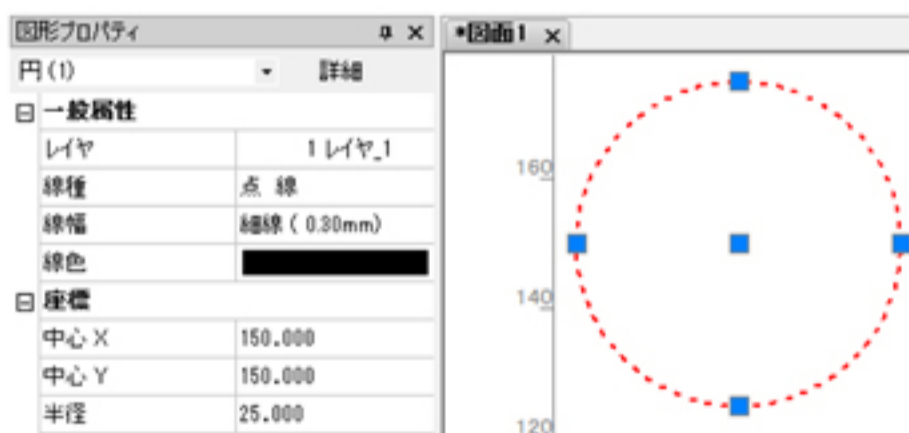 図形プロパティ
*図面1
円(1)
詳細
一般属性
レイヤ 1 レイヤ_1
線種 点 線
線幅 細線 ( 0.30mm)
線色
座標
中心 X 150.000
中心 Y 150.000
半径 25.000
160
140
120